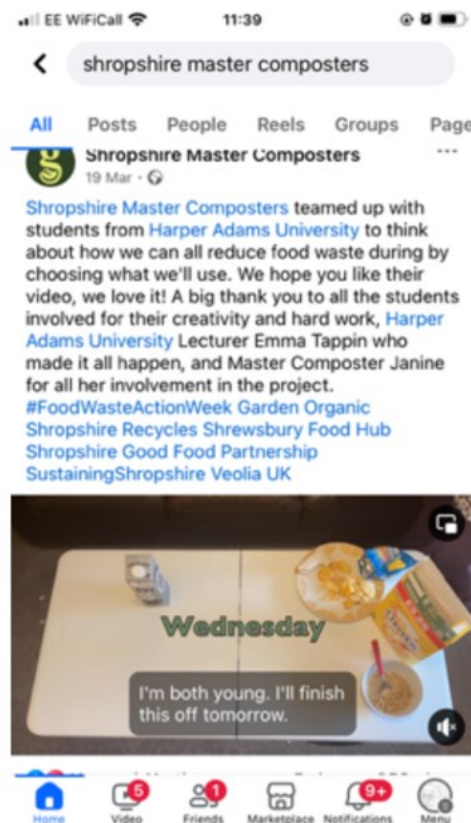 EE WiFiCall
11:39
shropshire master composters
All Posts People Reels Groups Page
Shropshire Master Composters
19 Mar
Shropshire Master Composters teamed up with
students from Harper Adams University to think
about how we can all reduce food waste during by
choosing what we'll use. We hope you like their
video, we love it! A big thank you to all the students
involved for their creativity and hard work, Harper
Adams University Lecturer Emma Tappin who
made it all happen, and Master Composter Janine
for all her involvement in the project.
#FoodWasteActionWeek Garden Organic
Shropshire Recycles Shrewsbury Food Hub
Shropshire Good Food Partnership
SustainingShropshire Veolia UK
Wednesday
I'm both young. I'll finish
this off tomorrow.
5 1 9+
Home Video Friends Marketplace Notifications Menu